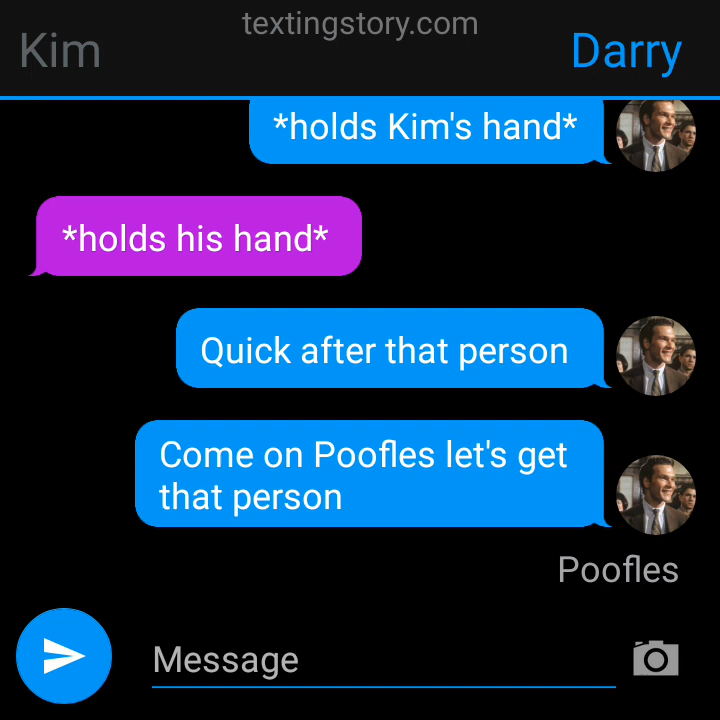 textingstory.com
Kim
Darry
*holds Kim's hand*
*holds his hand*
Quick after that person
Come on Poofles let's get
that person
Poofles
Message